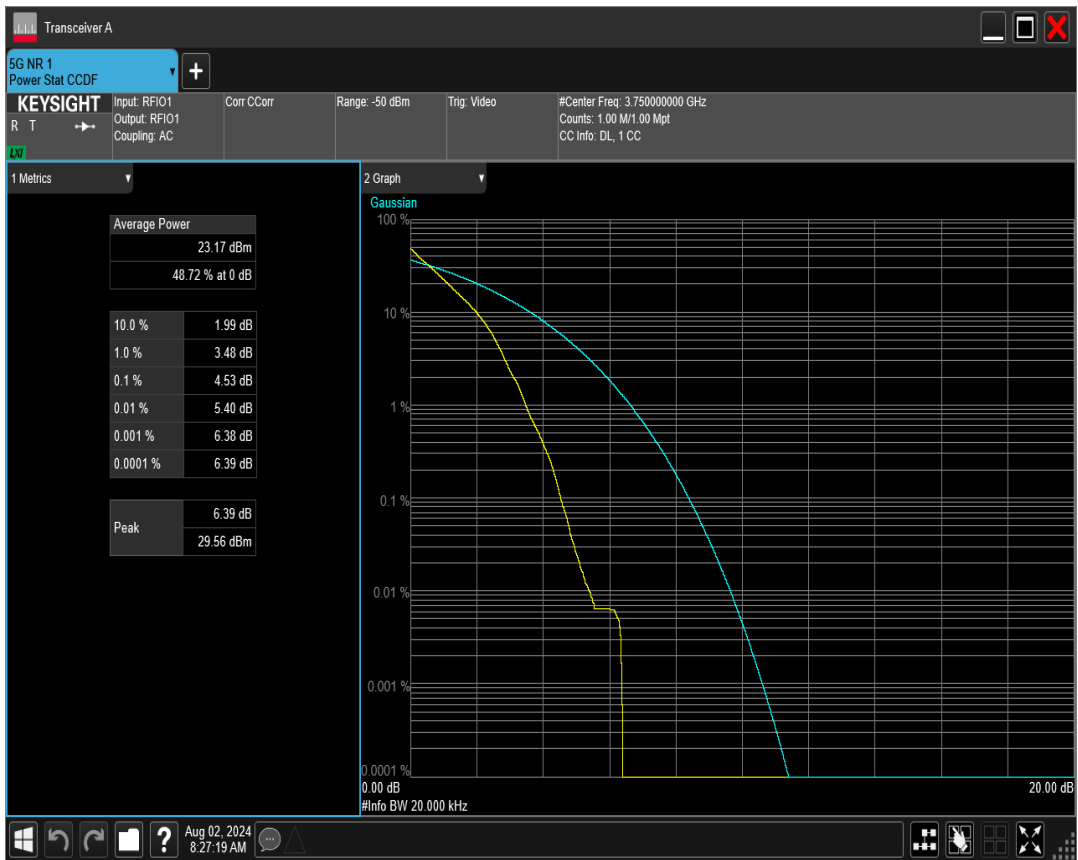 Transceiver A
5G NR 1
Power Stat CCDF
+
KEYSIGHT
R T
LXI
Input: RFIO1
Output: RFIO1
Coupling: AC
Corr CCorr
Range: -50 dBm
Trig: Video
#Center Freq: 3.750000000 GHz
Counts: 1.00 M/1.00 Mpt
CC Info: DL, 1 CC
1 Metrics
Average Power
23.17 dBm
48.72 % at 0 dB
10.0 % 1.99 dB
1.0 % 3.48 dB
0.1 % 4.53 dB
0.01 % 5.40 dB
0.001 % 6.38 dB
0.0001 % 6.39 dB
Peak
6.39 dB
29.56 dBm
2 Graph
Gaussian
100 %
10 %
1 %
0.1 %
0.01 %
0.001 %
0.0001 %
0.00 dB 20.00 dB
#Info BW 20.000 kHz
?
Aug 02, 2024
8:27:19 AM